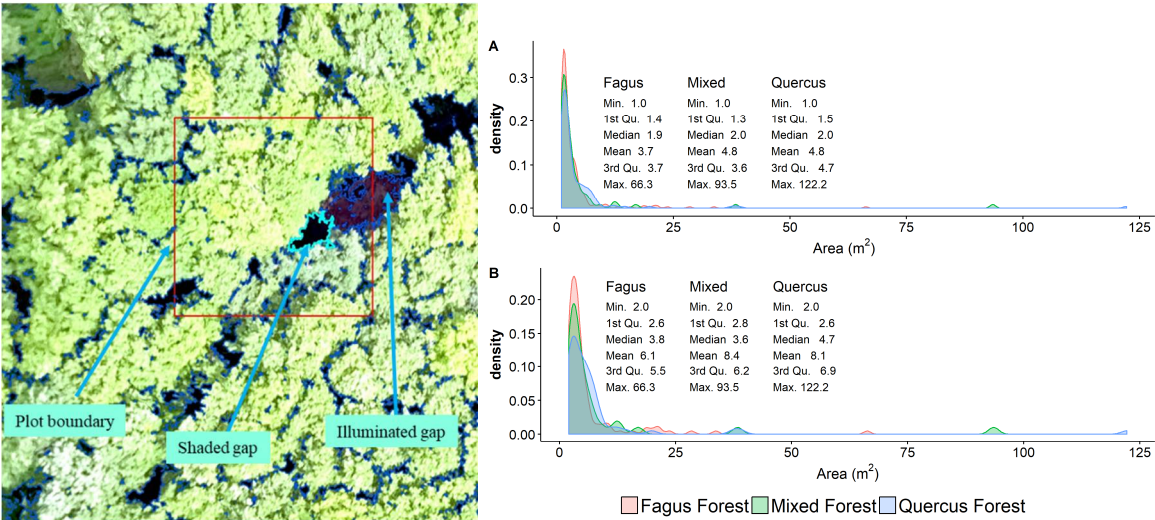 Plot boundary
Shaded gap
Illuminated gap
A
density
0.3
0.2
0.1
0.0
Fagus Mixed Quercus
Min. 1.0 Min. 1.0 Min. 1.0
1st Qu. 1.4 1st Qu. 1.3 1st Qu. 1.5
Median 1.9 Median 2.0 Median 2.0
Mean 3.7 Mean 4.8 Mean 4.8
3rd Qu. 3.7 3rd Qu. 3.6 3rd Qu. 4.7
Max. 66.3 Max. 93.5 Max. 122.2
0 25 50 75 100 125
Area (m²)
B
density
0.20
0.15
0.10
0.05
0.00
Fagus Mixed Quercus
Min. 2.0 Min. 2.0 Min. 2.0
1st Qu. 2.6 1st Qu. 2.8 1st Qu. 2.6
Median 3.8 Median 3.6 Median 4.7
Mean 6.1 Mean 8.4 Mean 8.1
3rd Qu. 5.5 3rd Qu. 6.2 3rd Qu. 6.9
Max. 66.3 Max. 93.5 Max. 122.2
0 25 50 75 100 125
Area (m²)
Fagus Forest Mixed Forest Quercus Forest